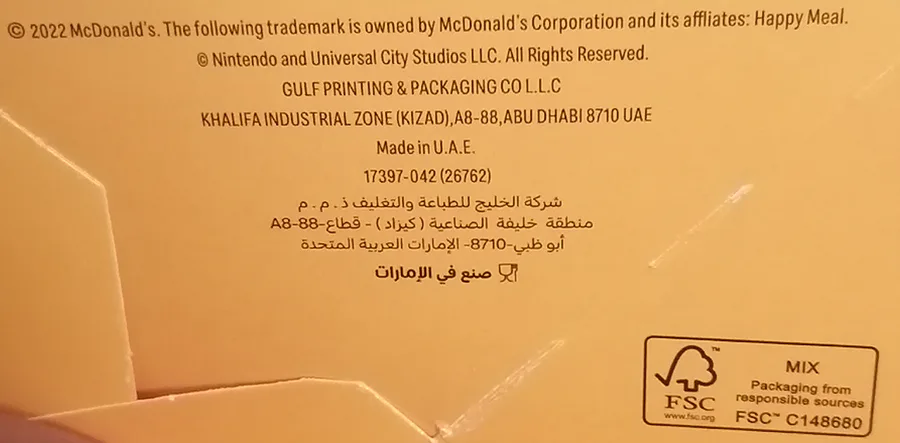 © 2022 McDonald's. The following trademark is owned by McDonald's Corporation and its affliates: Happy Meal.
© Nintendo and Universal City Studios LLC. All Rights Reserved.
GULF PRINTING & PACKAGING CO L.L.C
KHALIFA INDUSTRIAL ZONE (KIZAD),A8-88,ABU DHABI 8710 UAE
Made in U.A.E.
17397-042 (26762)
شركة الخليج للطباعة والتغليف ذ . م . م
منطقة خليفة الصناعية ( كيزاد ) - قطاع-A8-88
أبو ظبي-8710- الإمارات العربية المتحدة
صنع في الإمارات
FSC™
www.fsc.org
MIX
Packaging from
responsible sources
FSC™ C148680